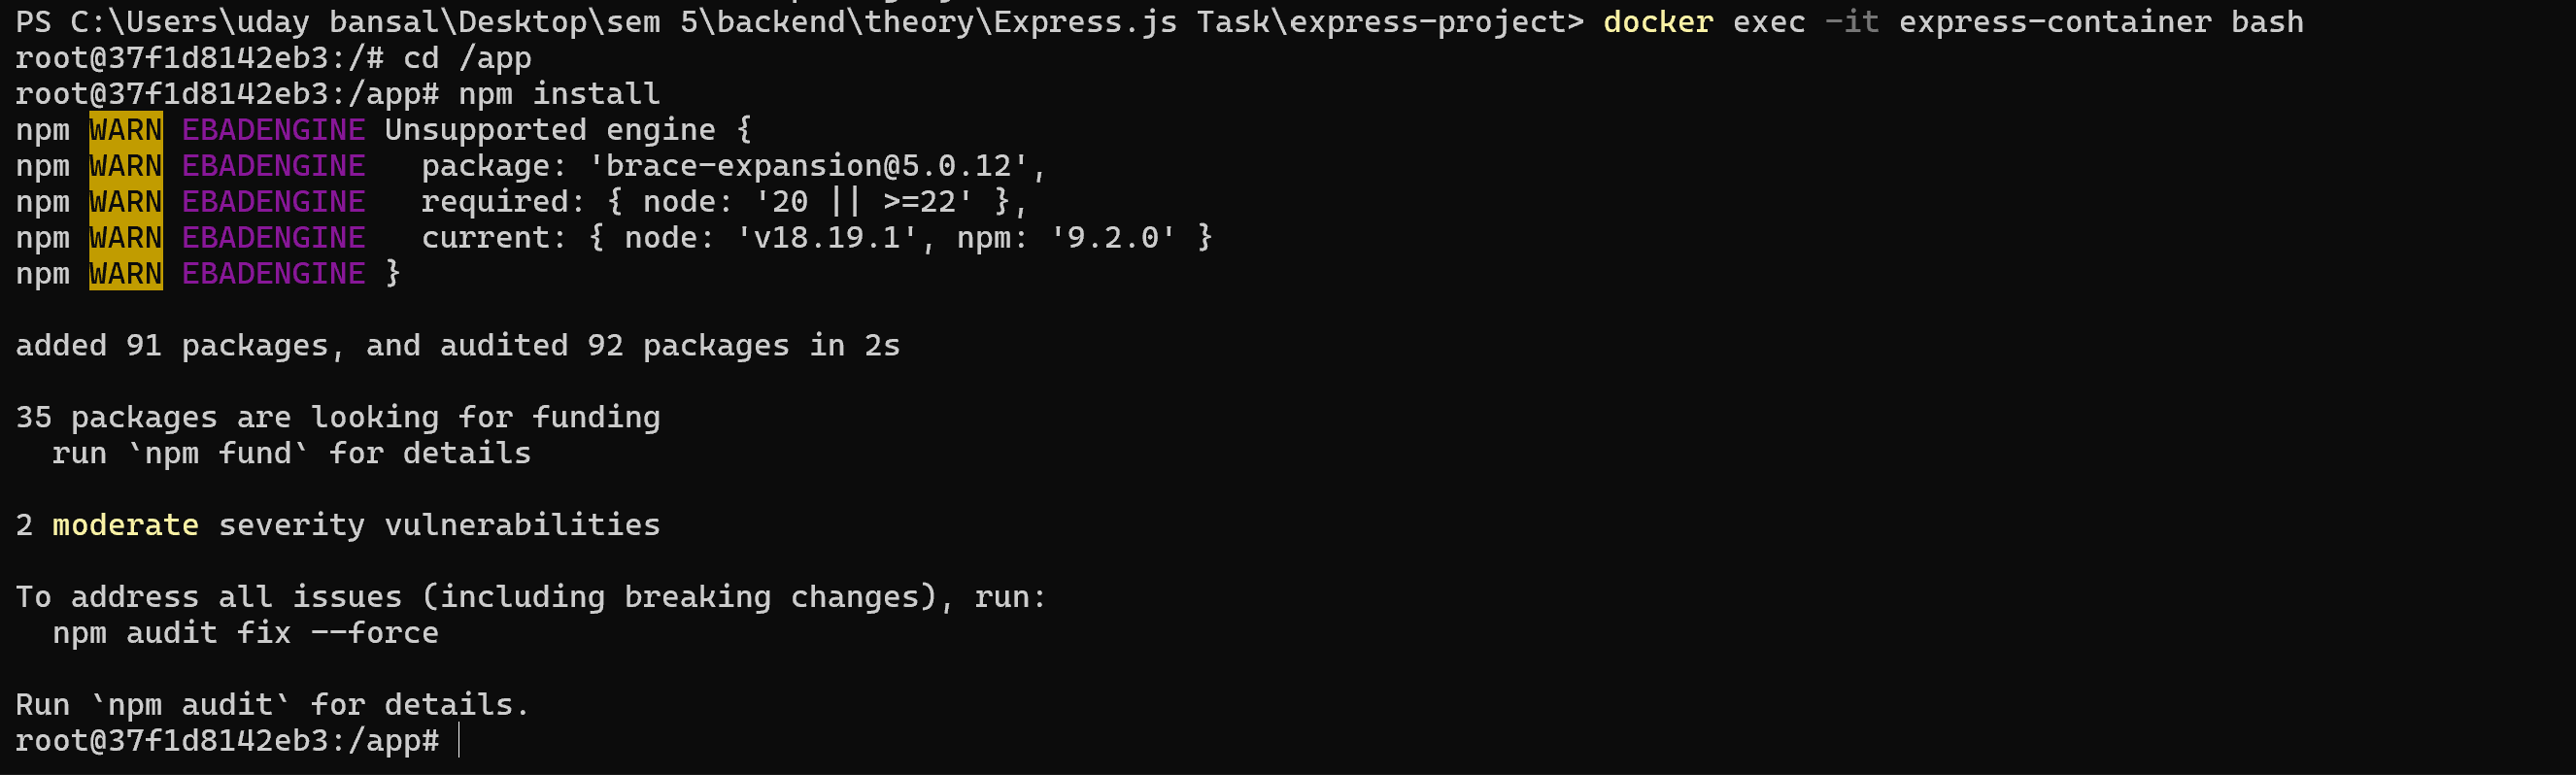 PS C:\Users\uday bansal\Desktop\sem 5\backend\theory\Express.js Task\express-project> docker exec -it express-container bash
root@37f1d8142eb3:/# cd /app
root@37f1d8142eb3:/app# npm install
npm WARN EBADENGINE Unsupported engine {
npm WARN EBADENGINE   package: 'brace-expansion@5.0.12',
npm WARN EBADENGINE   required: { node: '20 || >=22' },
npm WARN EBADENGINE   current: { node: 'v18.19.1', npm: '9.2.0' }
npm WARN EBADENGINE }
added 91 packages, and audited 92 packages in 2s
35 packages are looking for funding
  run `npm fund` for details
2 moderate severity vulnerabilities
To address all issues (including breaking changes), run:
  npm audit fix --force
Run `npm audit` for details.
root@37f1d8142eb3:/app#